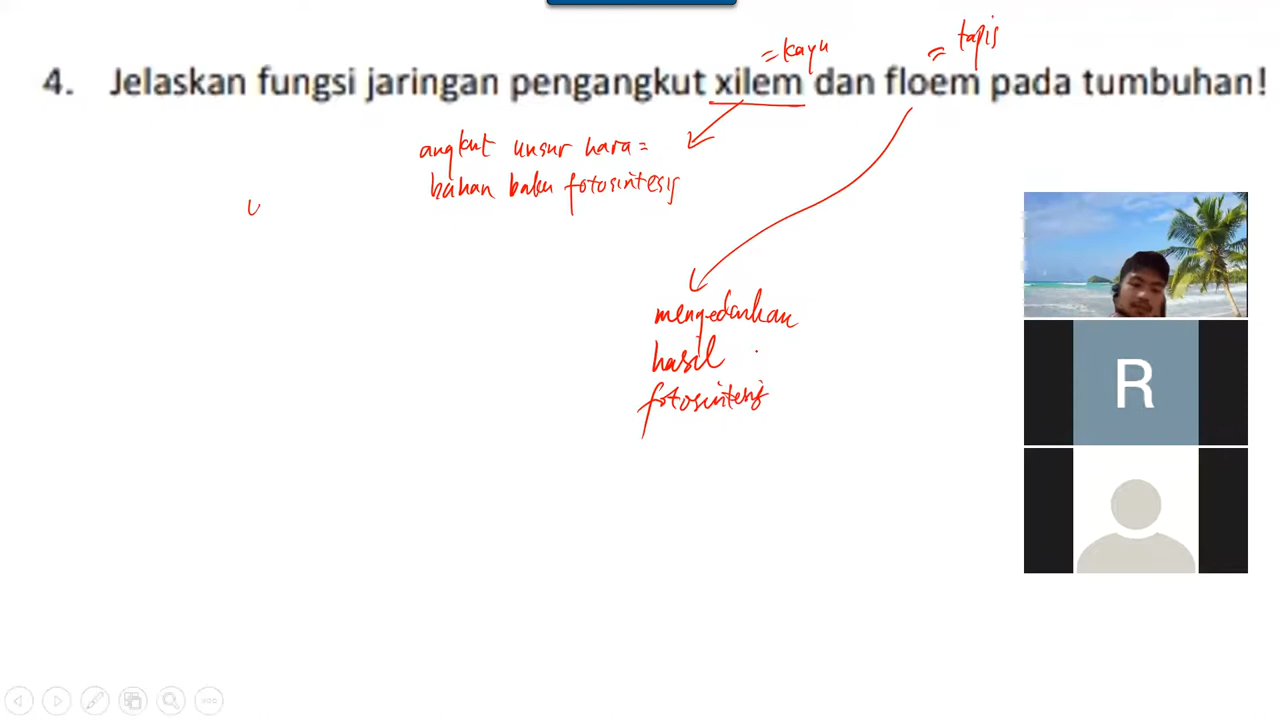 = kayu
= tapis
4. Jelaskan fungsi jaringan pengangkut xilem dan floem pada tumbuhan!
angkut unsur hara =
bahan baku fotosintesis
mengedarkan
hasil
fotosintesis
R